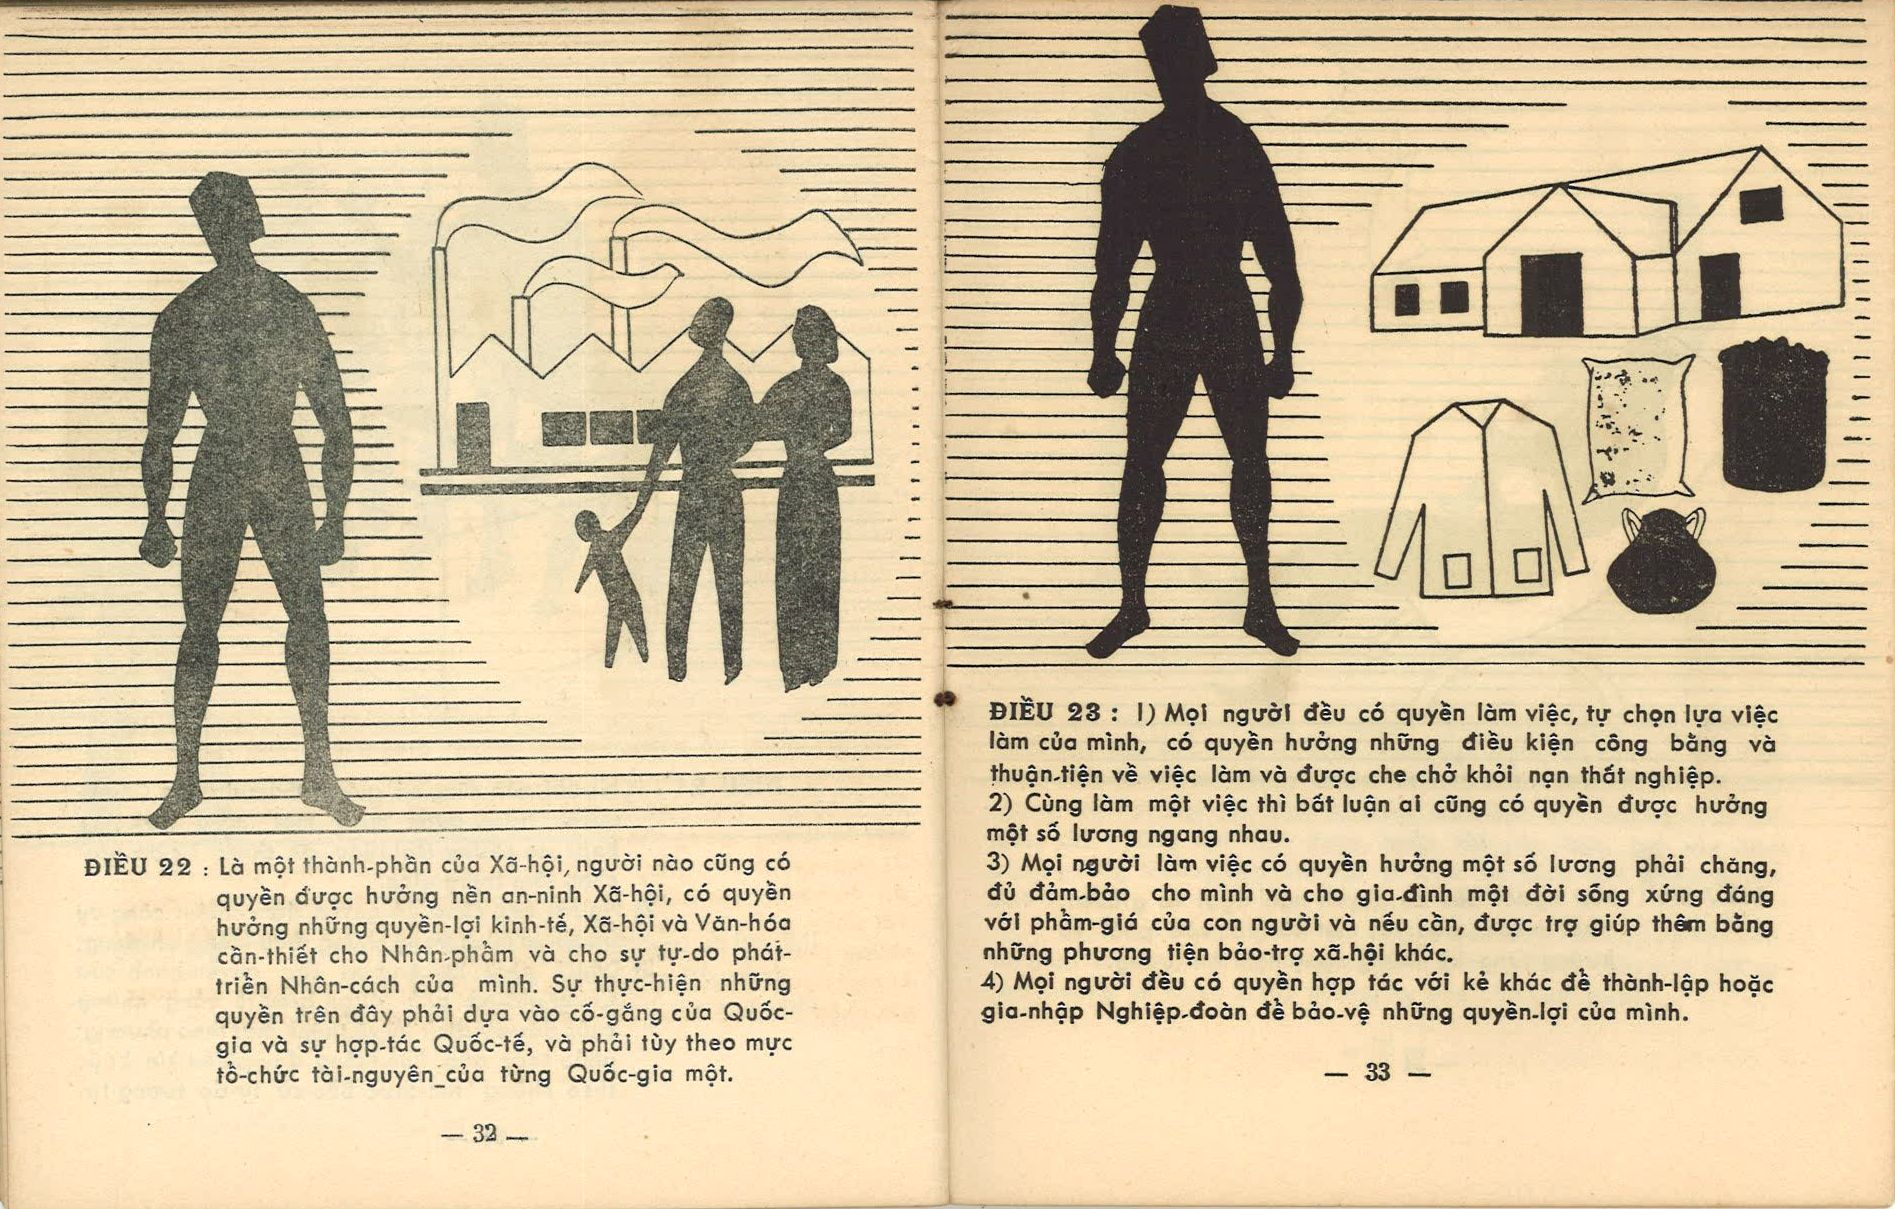 ĐIỀU 22 : Là một thành-phần của Xã-hội, người nào cũng có
quyền được hưởng nền an-ninh Xã-hội, có quyền
hưởng những quyền-lợi kinh-tế, Xã-hội và Văn-hóa
cần-thiết cho Nhân-phẩm và cho sự tự-do phát-
triển Nhân-cách của mình. Sự thực-hiện những
quyền trên đây phải dựa vào cố-gắng của Quốc-
gia và sự hợp-tác Quốc-tế, và phải tùy theo mực
tổ-chức tài-nguyên của từng Quốc-gia một.
— 32 —
ĐIỀU 23 : 1) Mọi người đều có quyền làm việc, tự chọn lựa việc
làm của mình, có quyền hưởng những điều kiện công bằng và
thuận-tiện về việc làm và được che chở khỏi nạn thất nghiệp.
2) Cùng làm một việc thì bất luận ai cũng có quyền được hưởng
một số lương ngang nhau.
3) Mọi người làm việc có quyền hưởng một số lương phải chăng,
đủ đảm-bảo cho mình và cho gia-đình một đời sống xứng đáng
với phẩm-giá của con người và nếu cần, được trợ giúp thêm bằng
những phương tiện bảo-trợ xã-hội khác.
4) Mọi người đều có quyền hợp tác với kẻ khác để thành-lập hoặc
gia-nhập Nghiệp-đoàn để bảo-vệ những quyền-lợi của mình.
— 33 —